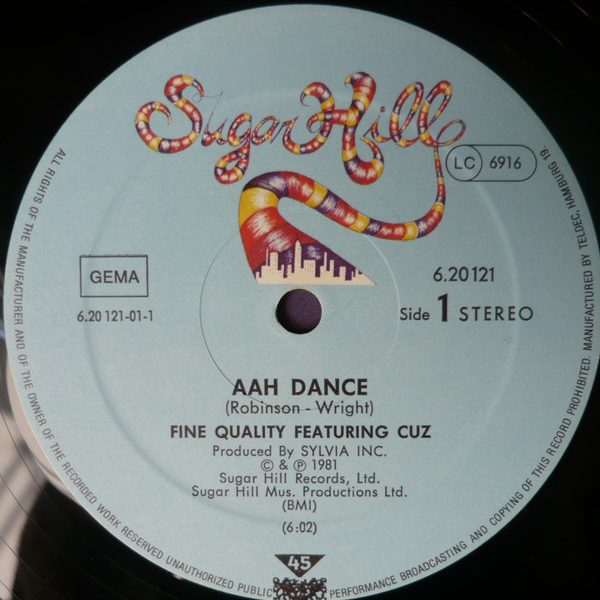 Sugar Hill
LC 6916
GEMA
6.20 121-01-1
6.20121
Side 1 STEREO
AAH DANCE
(Robinson - Wright)
FINE QUALITY FEATURING CUZ
Produced By SYLVIA INC.
© & ℗ 1981
Sugar Hill Records, Ltd.
Sugar Hill Mus. Productions Ltd.
(BMI)
(6:02)
45
ALL RIGHTS OF THE MANUFACTURER AND OF THE OWNER OF THE RECORDED WORK RESERVED UNAUTHORIZED PUBLIC PERFORMANCE BROADCASTING AND COPYING OF THIS RECORD PROHIBITED. MANUFACTURED BY TELDEC, HAMBURG 19.